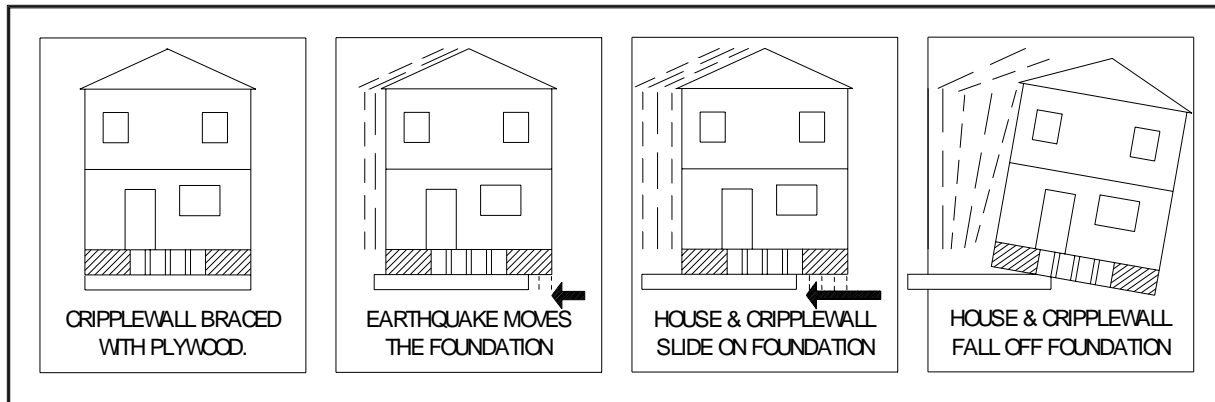 CRIPPLEWALL BRACED
WITH PLYWOOD.
EARTHQUAKE MOVES
THE FOUNDATION
HOUSE & CRIPPLEWALL
SLIDE ON FOUNDATION
HOUSE & CRIPPLEWALL
FALL OFF FOUNDATION